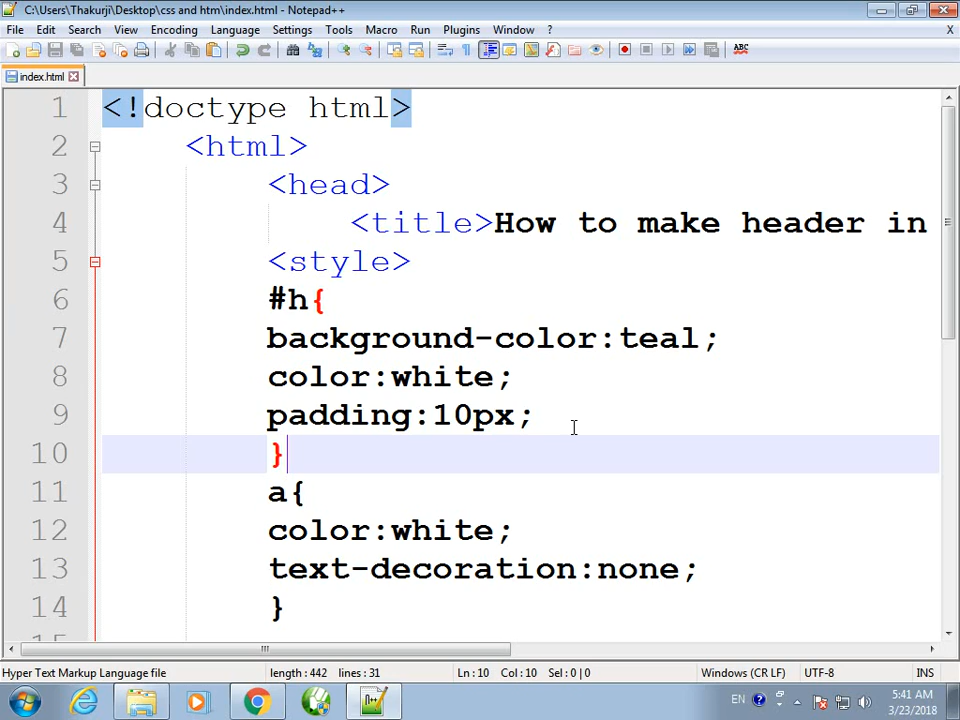 C:\Users\Thakurji\Desktop\css and htm\index.html - Notepad++
File Edit Search View Encoding Language Settings Tools Macro Run Plugins Window ? X
ABC
index.html
1 <!doctype html>
2 <html>
3 <head>
4 <title>How to make header in
5 <style>
6 #h{
7 background-color:teal;
8 color:white;
9 padding:10px;
10 }
11 a{
12 color:white;
13 text-decoration:none;
14 }
Hyper Text Markup Language file length : 442 lines : 31 Ln : 10 Col : 10 Sel : 0 | 0 Windows (CR LF) UTF-8 INS
EN 5:41 AM
3/23/2018